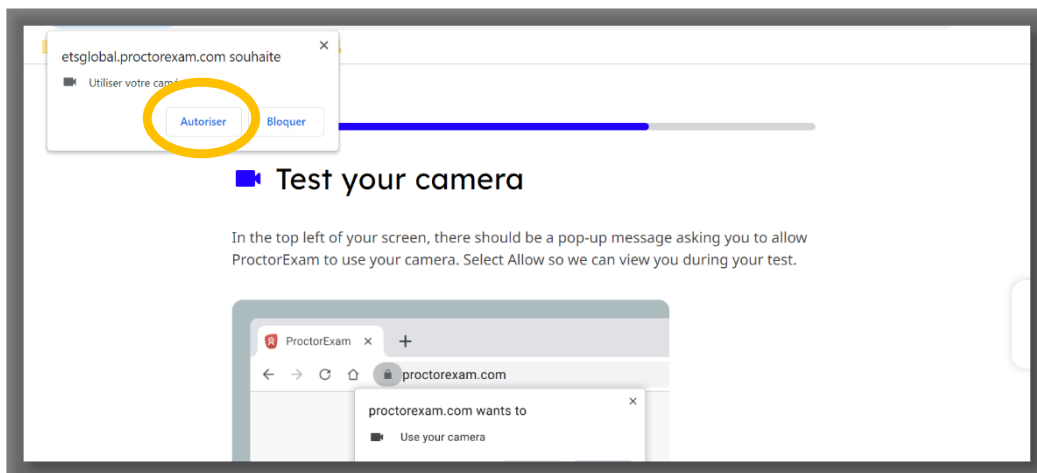 etsglobal.proctorexam.com souhaite
Utiliser votre
Autoriser
Bloquer
Test your camera
In the top left of your screen, there should be a pop-up message asking you to allow
ProctorExam to use your camera. Select Allow so we can view you during your test.
ProctorExam
proctorexam.com
proctorexam.com wants to
Use your camera